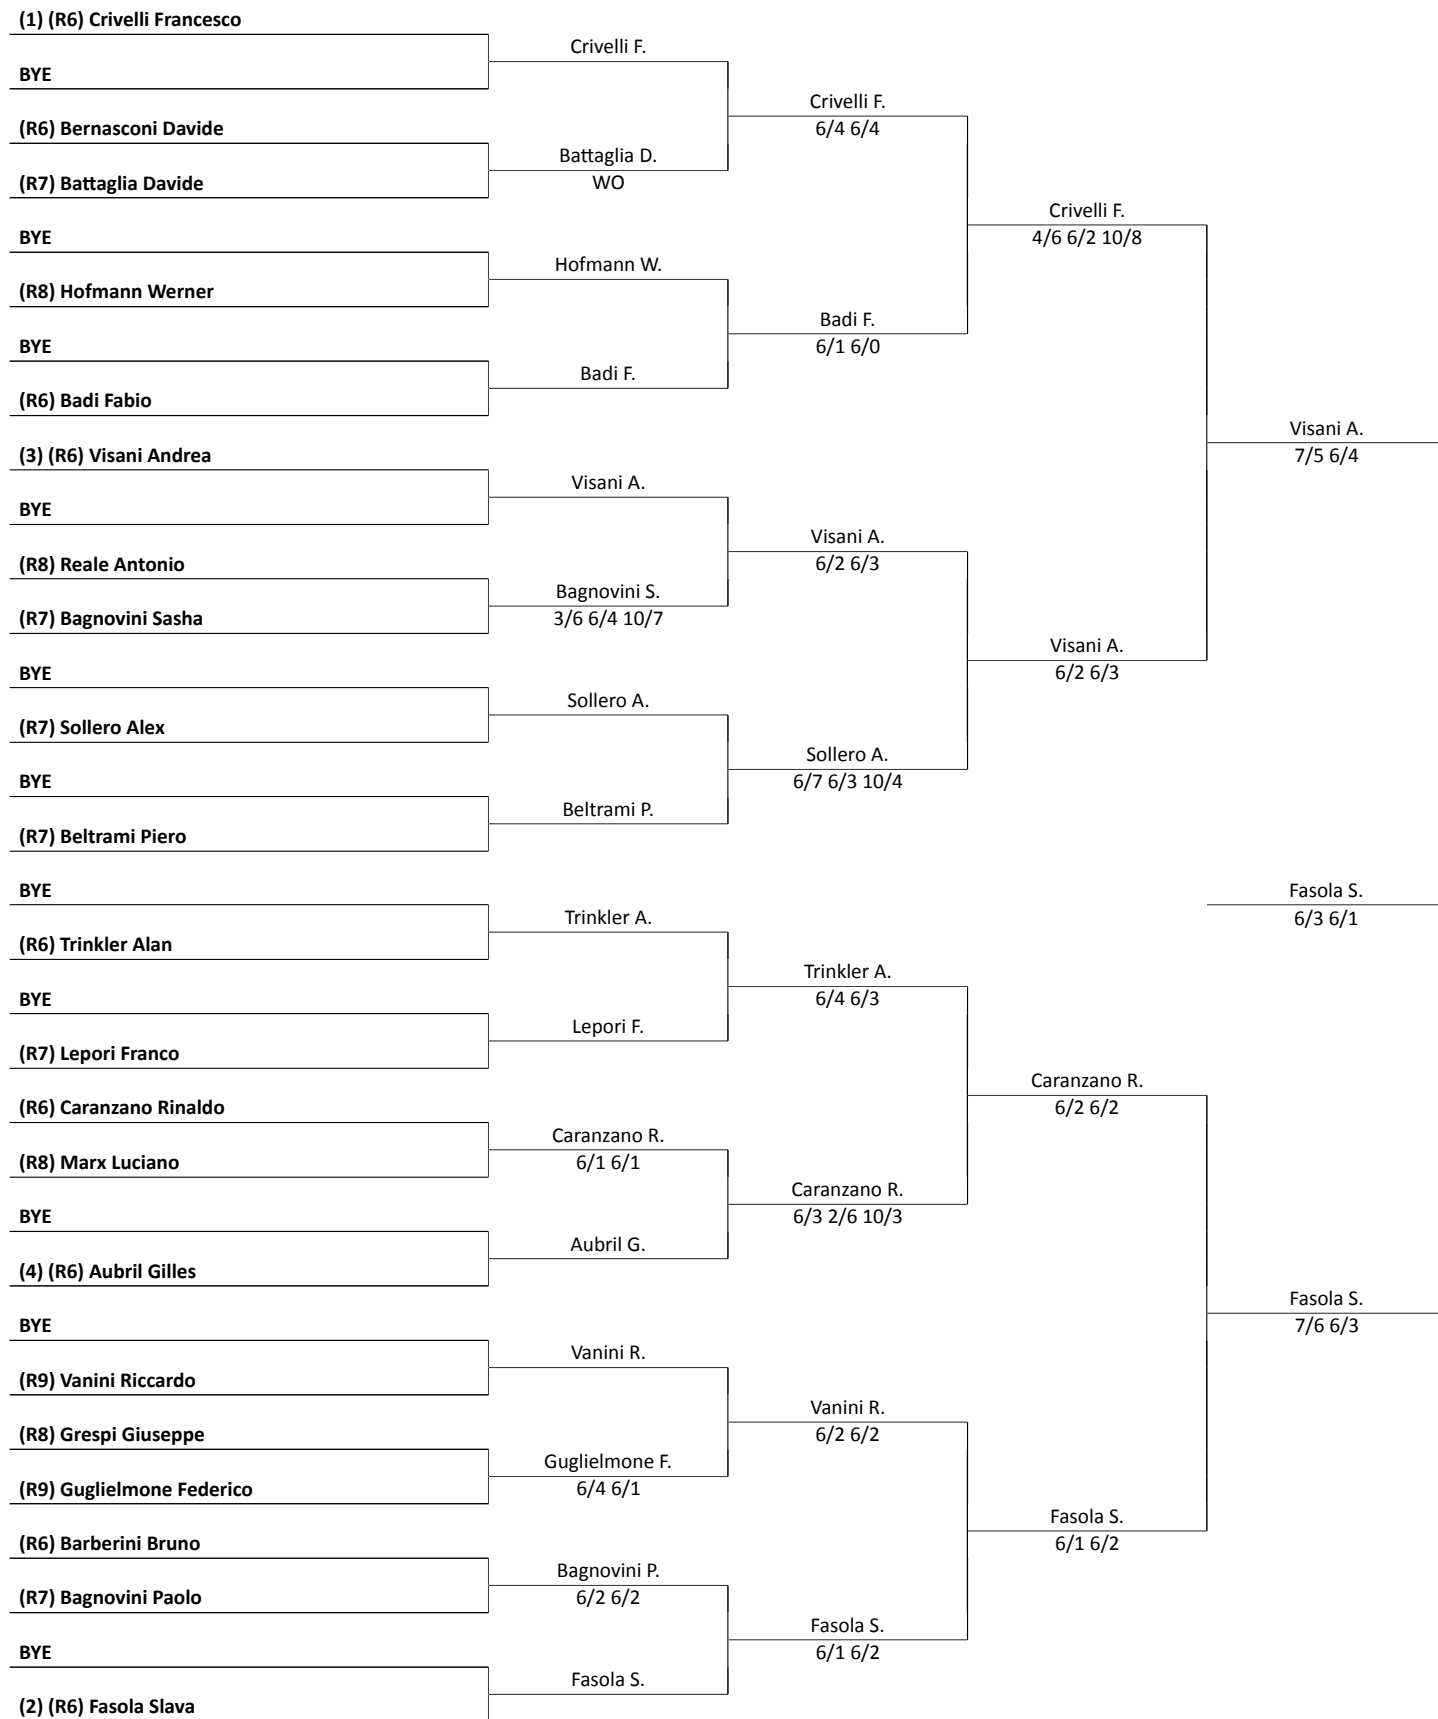 (1) (R6) Crivelli Francesco
Crivelli F.
BYE
Crivelli F.
6/4 6/4
(R6) Bernasconi Davide
Battaglia D.
WO
(R7) Battaglia Davide
Crivelli F.
4/6 6/2 10/8
BYE
Hofmann W.
(R8) Hofmann Werner
Badi F.
6/1 6/0
BYE
Badi F.
(R6) Badi Fabio
Visani A.
7/5 6/4
(3) (R6) Visani Andrea
Visani A.
BYE
Visani A.
6/2 6/3
(R8) Reale Antonio
Bagnovini S.
3/6 6/4 10/7
(R7) Bagnovini Sasha
Visani A.
6/2 6/3
BYE
Sollero A.
(R7) Sollero Alex
Sollero A.
6/7 6/3 10/4
BYE
Beltrami P.
(R7) Beltrami Piero
BYE
Fasola S.
6/3 6/1
Trinkler A.
(R6) Trinkler Alan
Trinkler A.
6/4 6/3
BYE
Lepori F.
(R7) Lepori Franco
Caranzano R.
6/2 6/2
(R6) Caranzano Rinaldo
Caranzano R.
6/1 6/1
(R8) Marx Luciano
Caranzano R.
6/3 2/6 10/3
BYE
Aubril G.
(4) (R6) Aubril Gilles
Fasola S.
7/6 6/3
BYE
Vanini R.
(R9) Vanini Riccardo
Vanini R.
6/2 6/2
(R8) Grespi Giuseppe
Guglielmone F.
6/4 6/1
(R9) Guglielmone Federico
Fasola S.
6/1 6/2
(R6) Barberini Bruno
Bagnovini P.
6/2 6/2
(R7) Bagnovini Paolo
Fasola S.
6/1 6/2
BYE
Fasola S.
(2) (R6) Fasola Slava